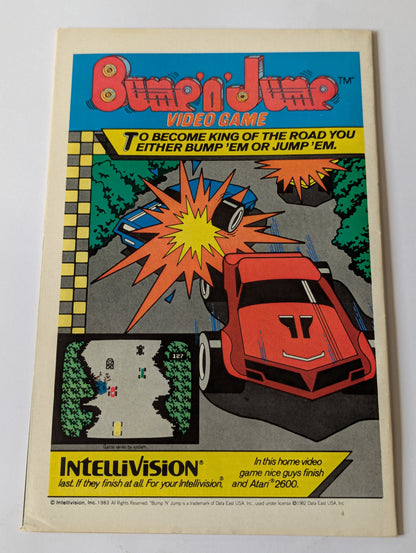 Bump 'n' Jump™
VIDEO GAME
TO BECOME KING OF THE ROAD YOU
EITHER BUMP 'EM OR JUMP 'EM.
127
Game varies by system.
INTELLIVISION®
In this home video
game nice guys finish
last. If they finish at all. For your Intellivision® and Atari® 2600.
© Intellivision, Inc. 1983 All Rights Reserved. "Bump 'N' Jump is a trademark of Data East USA, Inc., used under license ©1982 Data East USA, Inc.